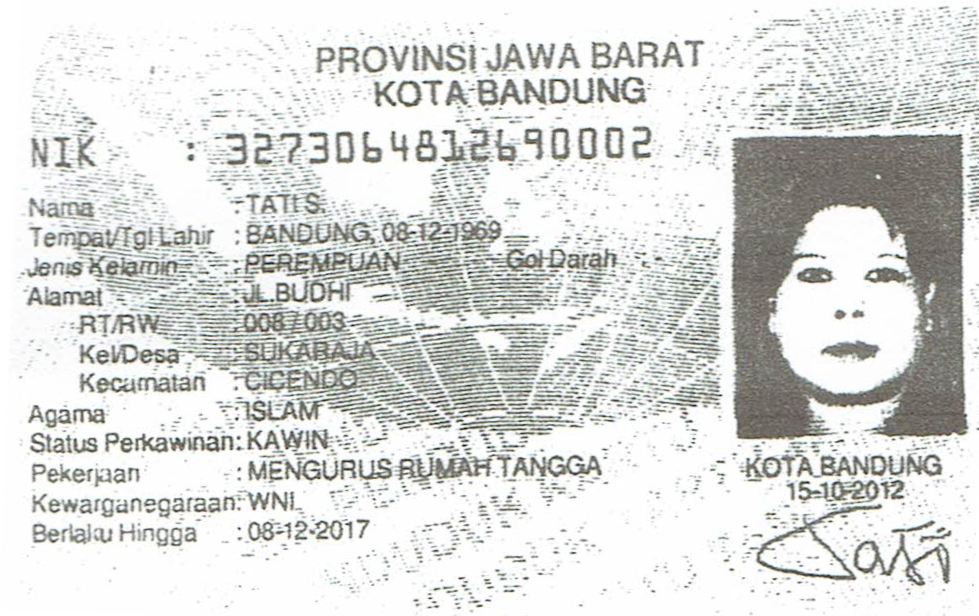 PROVINSI JAWA BARAT
KOTA BANDUNG
NIK : 3273064812690002
Nama : TATI S.
Tempat/Tgl Lahir : BANDUNG, 08-12-1969
Jenis Kelamin : PEREMPUAN Gol Darah : -
Alamat : JL.BUDHI
RT/RW : 008 / 003
Kel/Desa : SUKARAJA
Kecamatan : CICENDO
Agama : ISLAM
Status Perkawinan: KAWIN
Pekerjaan : MENGURUS RUMAH TANGGA
Kewarganegaraan: WNI
Berlaku Hingga : 08-12-2017
KOTA BANDUNG
15-10-2012
Tati